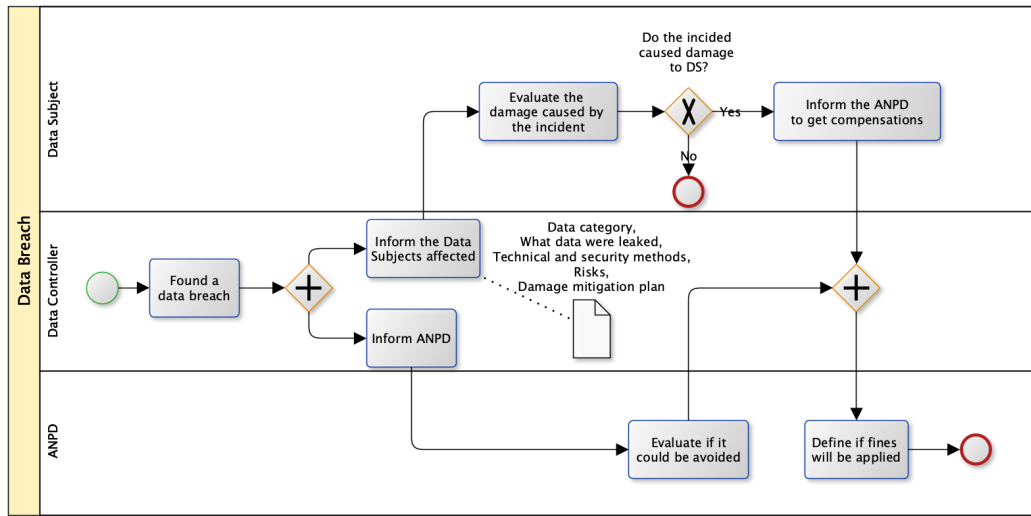 Data Breach
Data Subject
Do the incided
caused damage
to DS?
Evaluate the
damage caused by
the incident
Yes
No
Inform the ANPD
to get compensations
Data Controller
Found a
data breach
Inform the Data
Subjects affected
Data category,
What data were leaked,
Technical and security methods,
Risks,
Damage mitigation plan
Inform ANPD
ANPD
Evaluate if it
could be avoided
Define if fines
will be applied